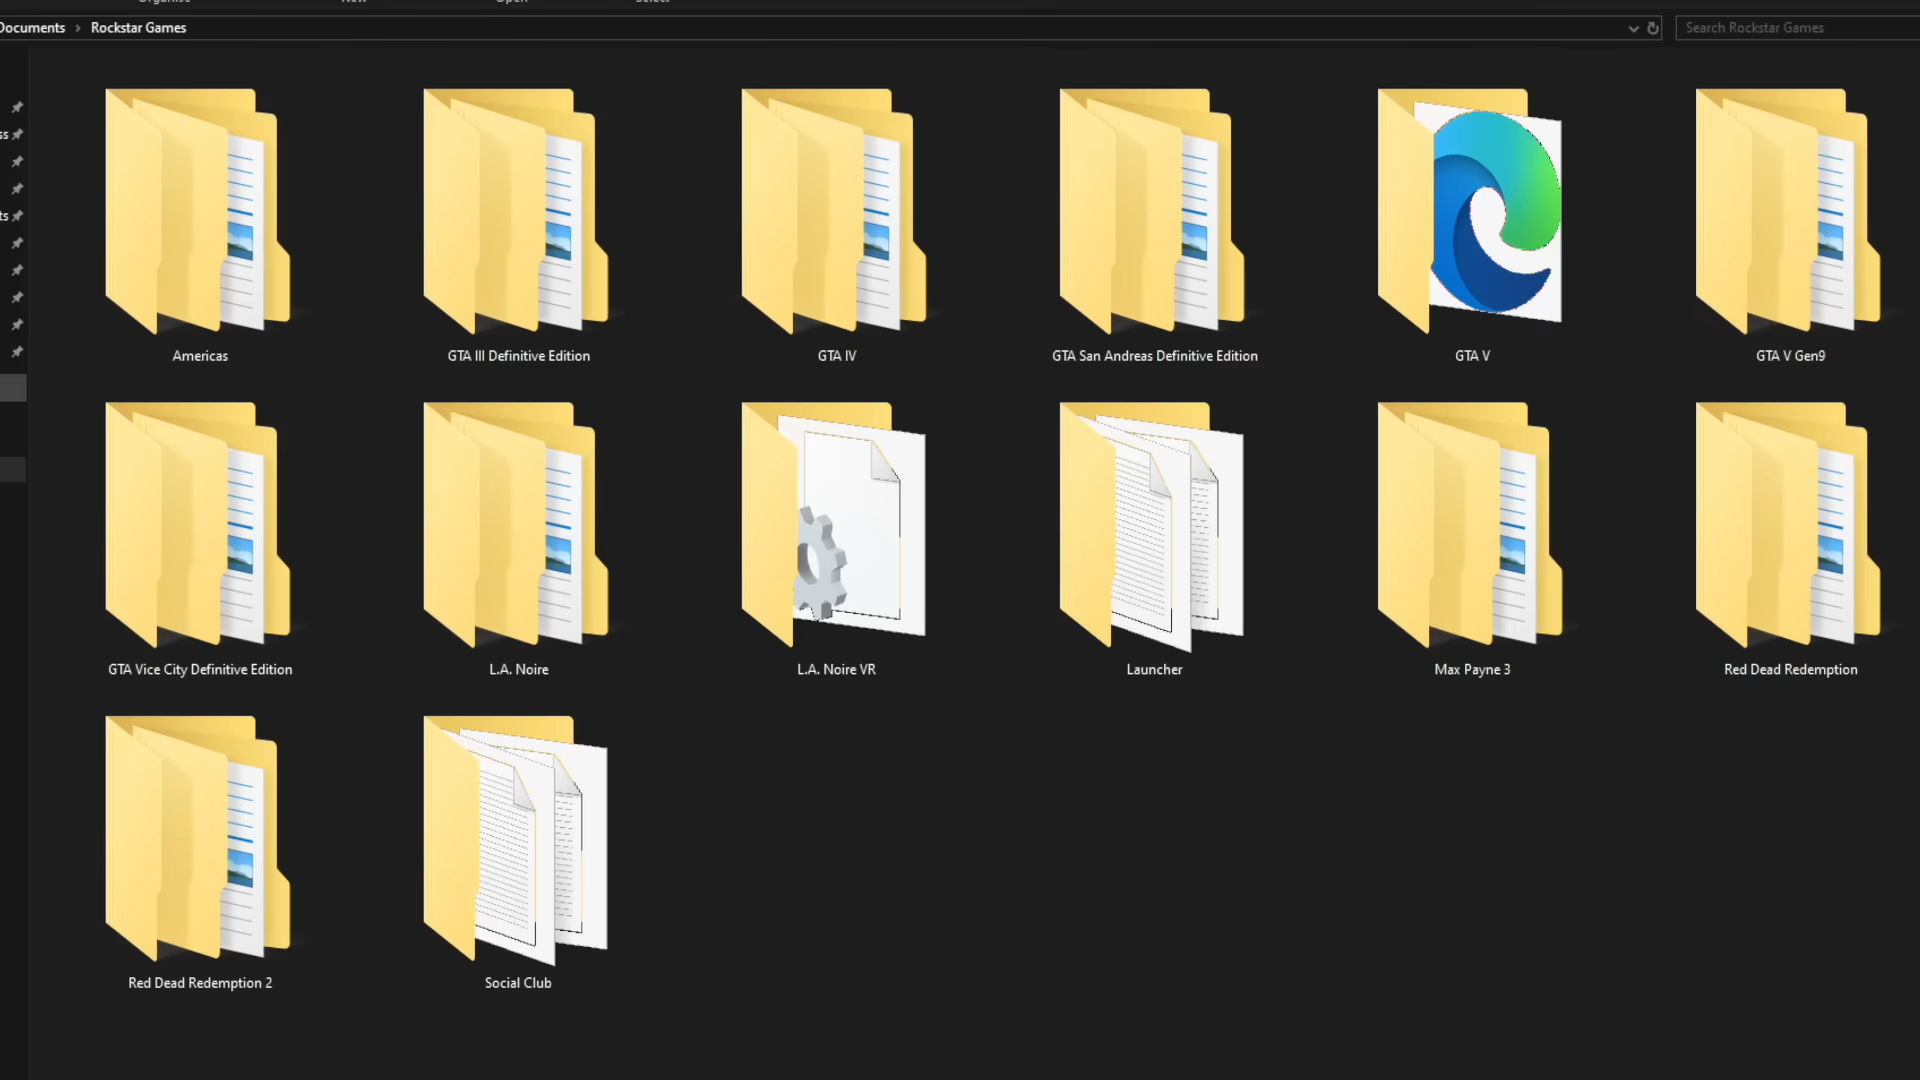 Documents > Rockstar Games
Search Rockstar Games
ss
ts
Americas
GTA III Definitive Edition
GTA IV
GTA San Andreas Definitive Edition
GTA V
GTA V Gen9
GTA Vice City Definitive Edition
L.A. Noire
L.A. Noire VR
Launcher
Max Payne 3
Red Dead Redemption
Red Dead Redemption 2
Social Club